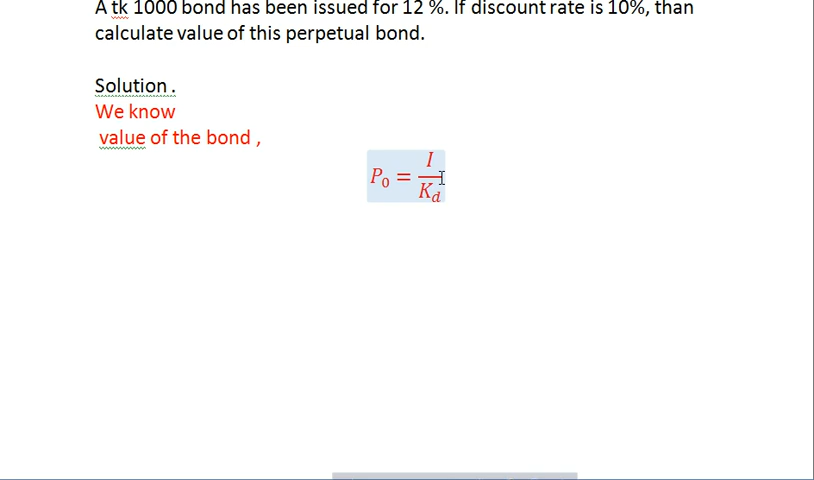 A tk 1000 bond has been issued for 12 %. If discount rate is 10%, than
calculate value of this perpetual bond.
Solution .
We know
value of the bond ,
P₀ = I / K_d